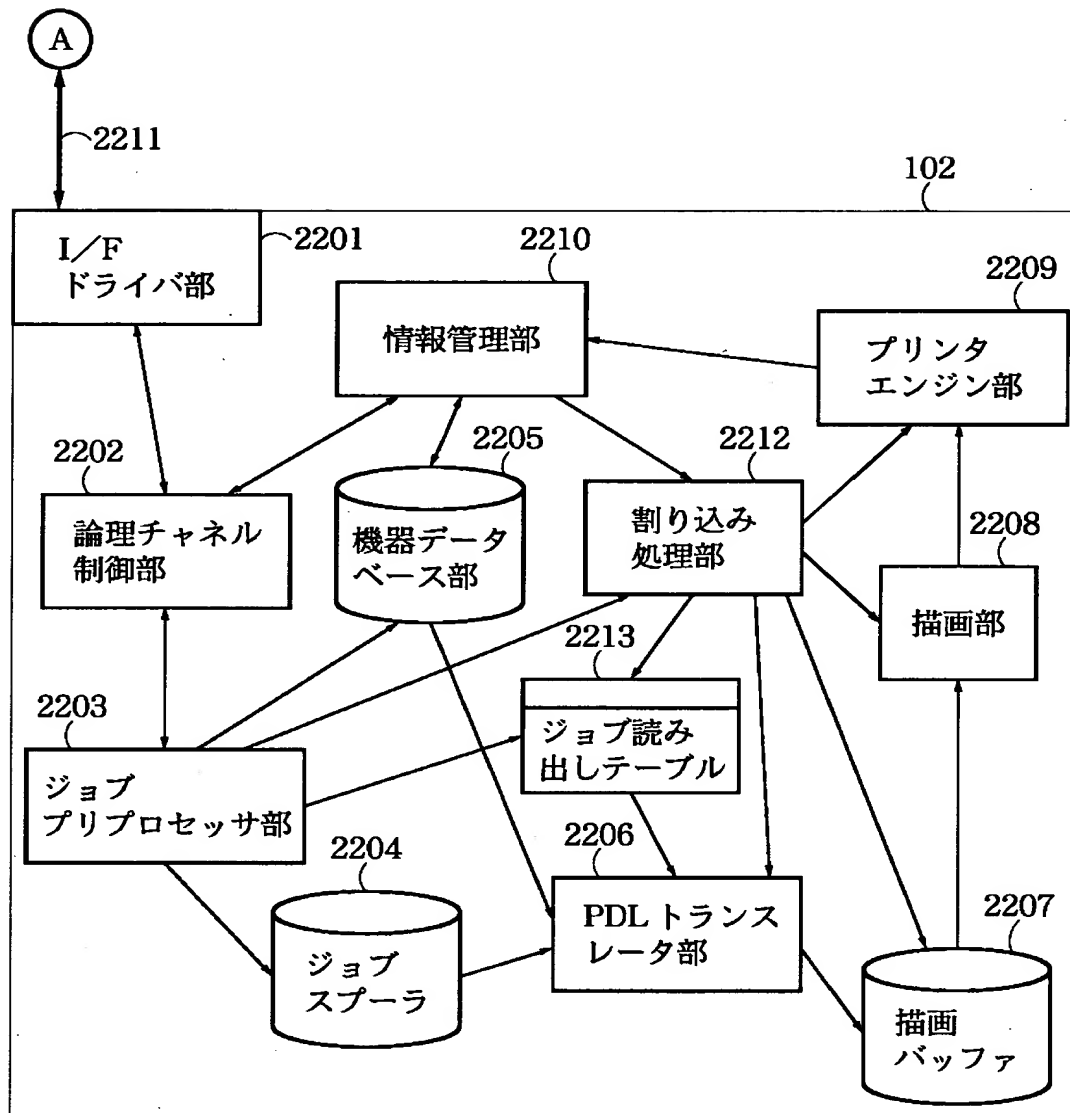 A
2211
102
I/F
ドライバ部
2201
2210
情報管理部
2209
プリンタ
エンジン部
2202
論理チャネル
制御部
2205
機器データ
ベース部
2212
割り込み
処理部
2208
描画部
2213
ジョブ読み
出しテーブル
2203
ジョブ
プリプロセッサ部
2204
ジョブ
スプーラ
2206
PDLトランス
レータ部
2207
描画
バッファ